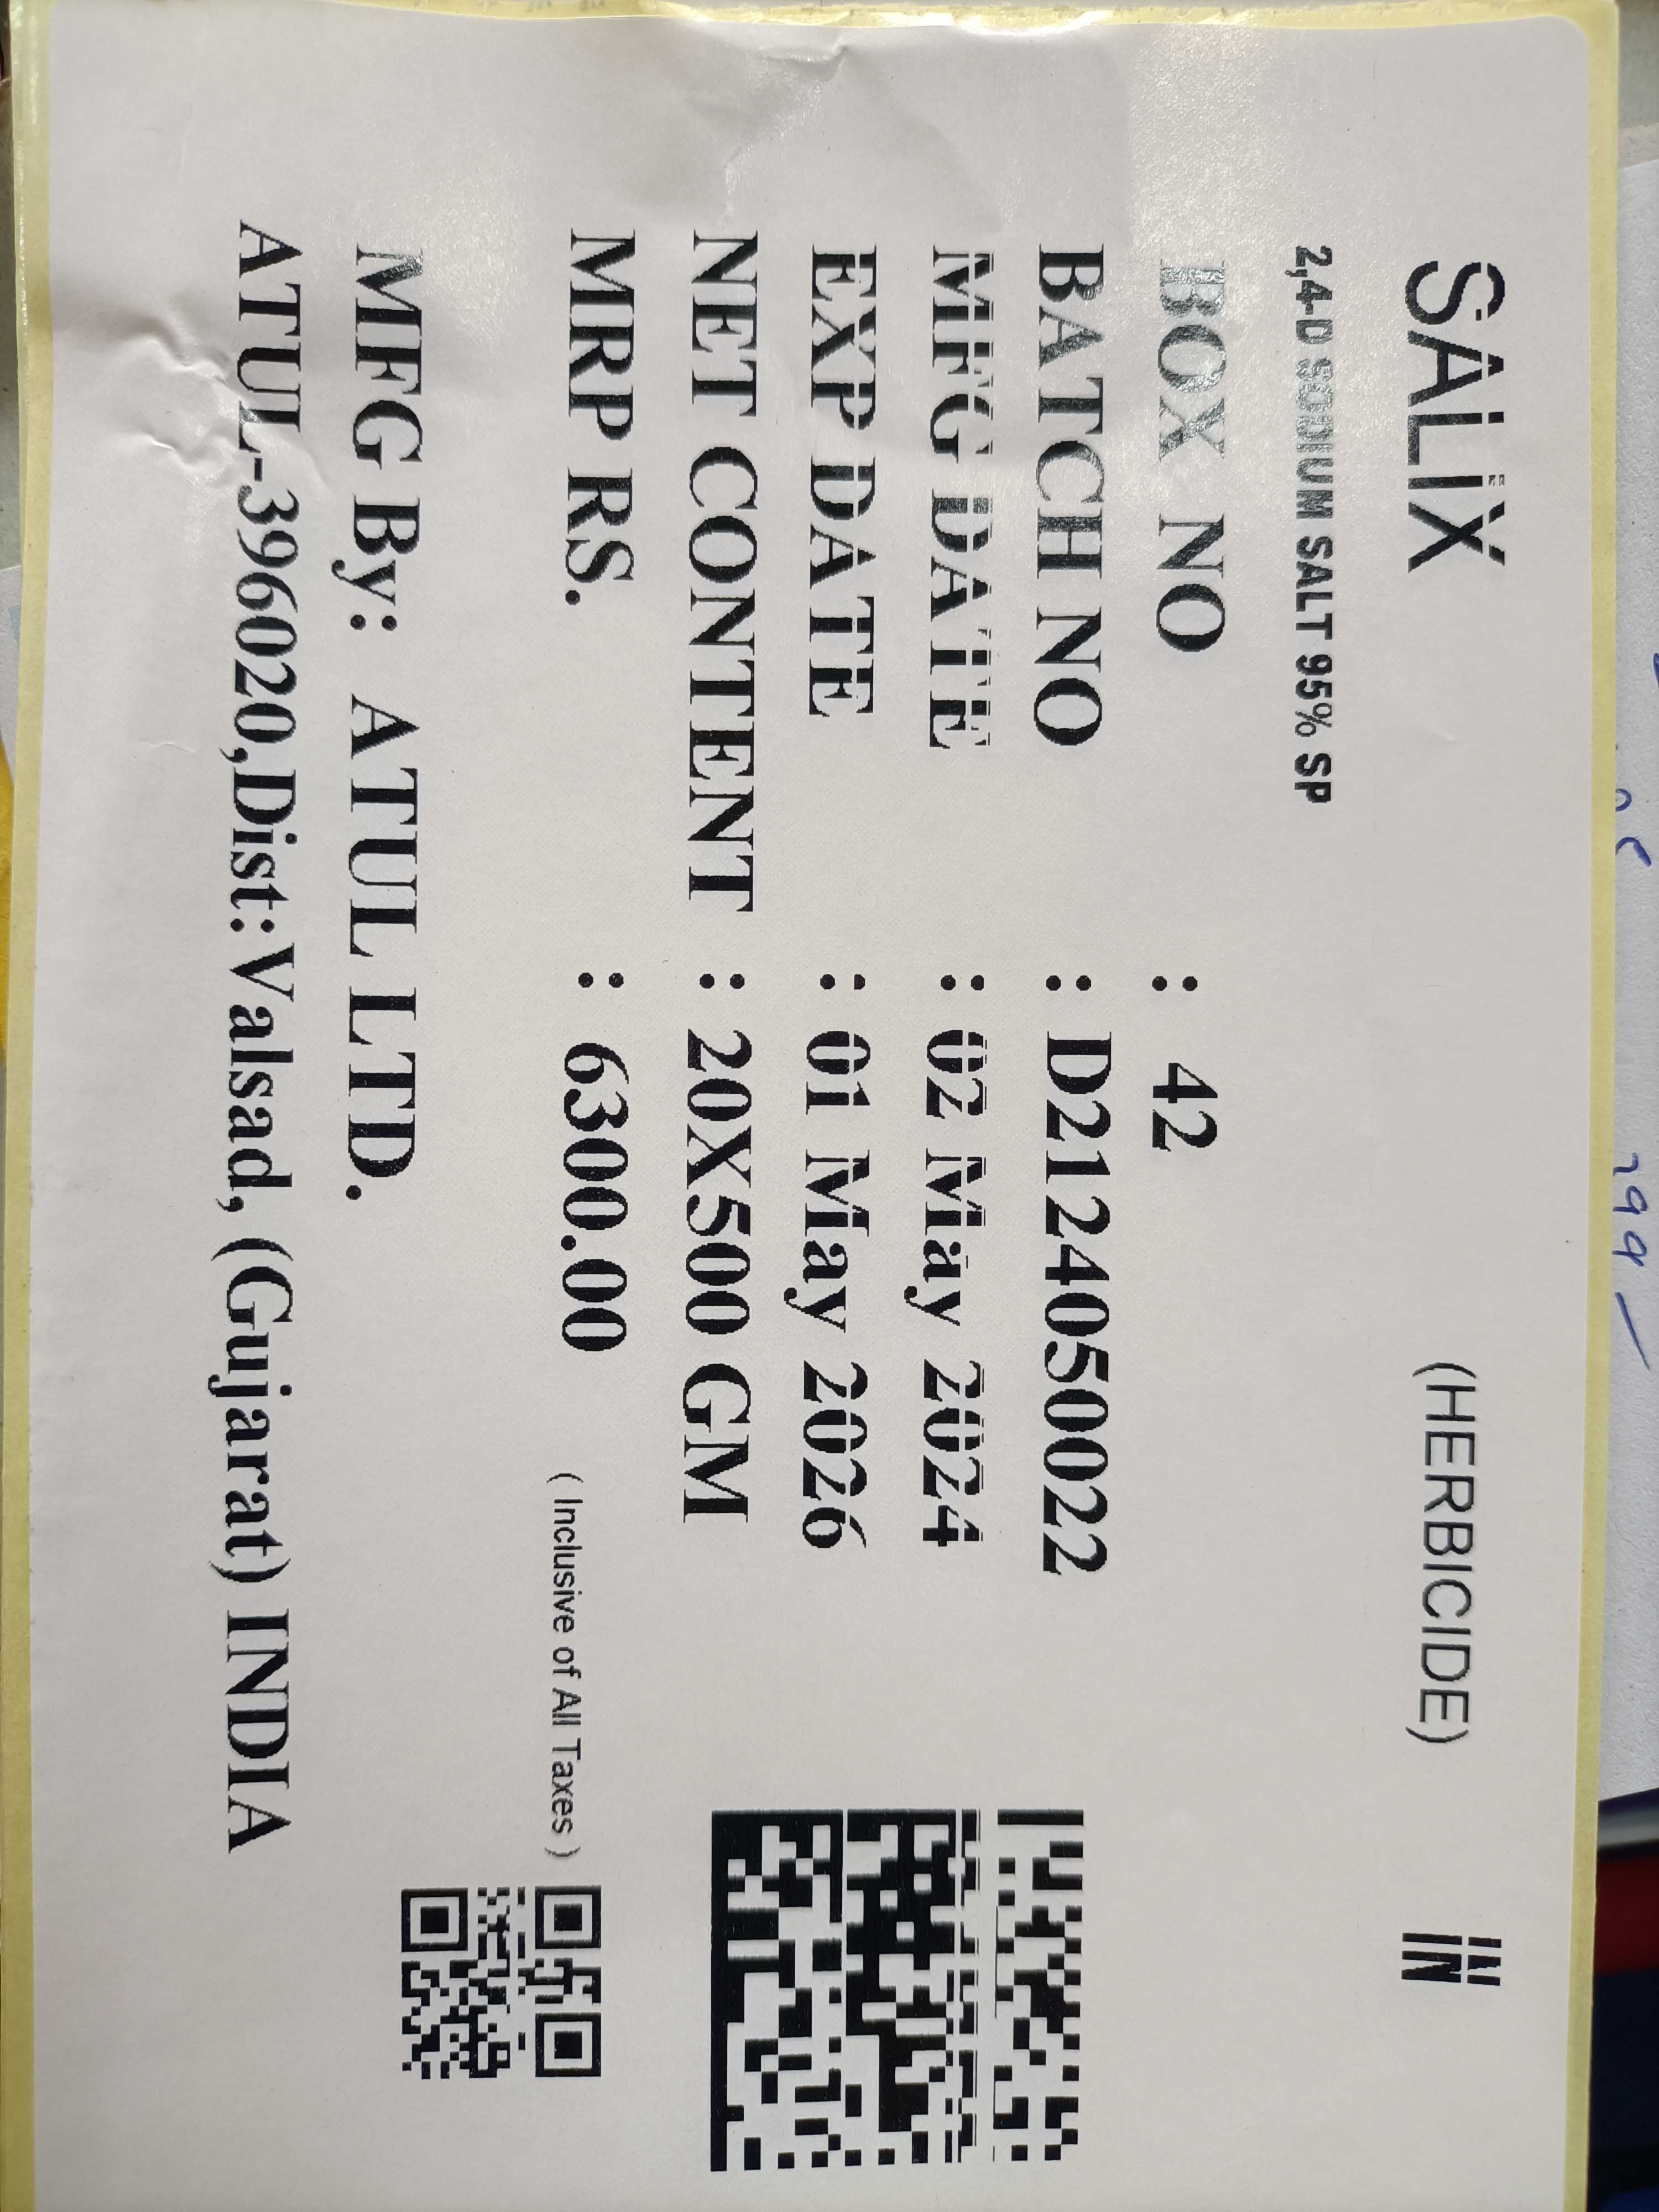 SALIX (HERBICIDE) IN
2,4-D SODIUM SALT 95% SP
BOX NO : 42
BATCH NO : D2124050022
MFG DATE : 02 May 2024
EXP DATE : 01 May 2026
NET CONTENT : 20X500 GM
MRP RS. : 6300.00 ( Inclusive of All Taxes )
MFG By: ATUL LTD.
ATUL-396020,Dist:Valsad, (Gujarat) INDIA